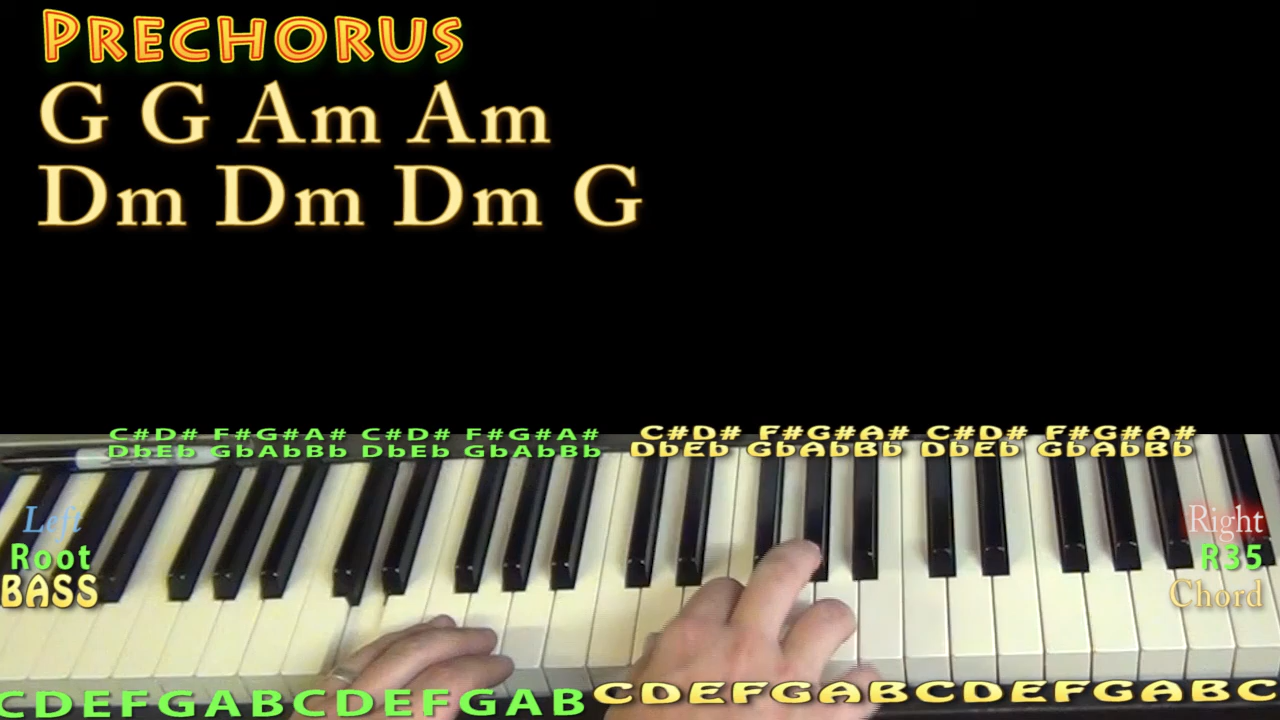 PRECHORUS
G G Am Am
Dm Dm Dm G
C#D# F#G#A# C#D# F#G#A# C#D# F#G#A# C#D# F#G#A#
DbEb GbAbBb DbEb GbAbBb DbEb GbAbBb DbEb GbAbBb
Left
Root
BASS
Right
R35
Chord
CDEFGABCDEFGAB CDEFGABCDEFGABC